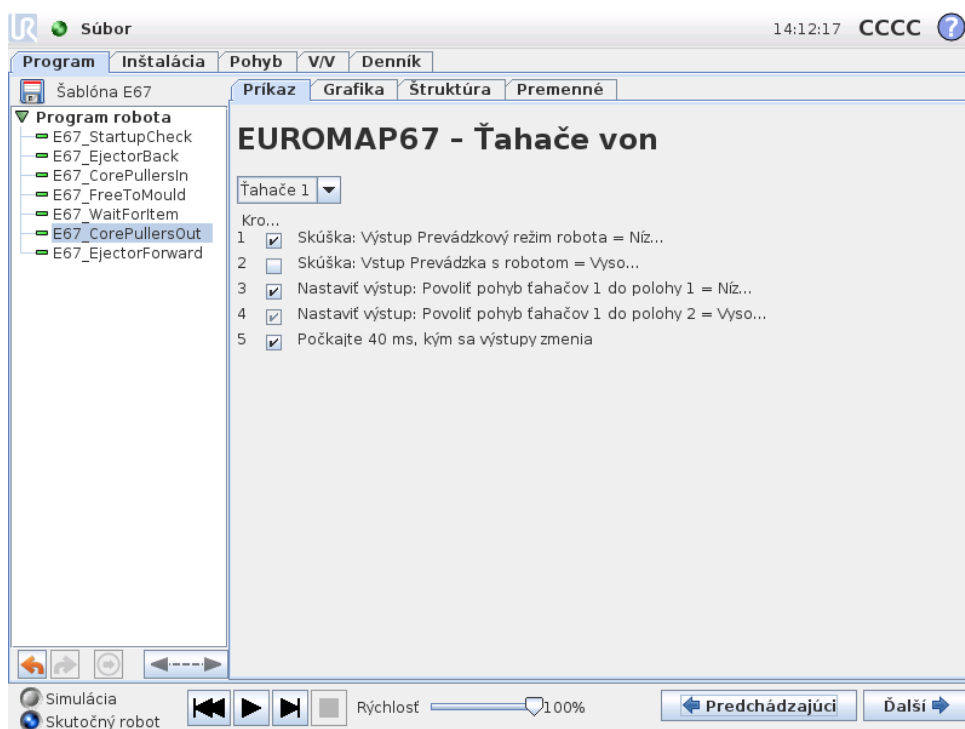 UR Súbor 14:12:17 CCCC ?
Program Inštalácia Pohyb V/V Denník
Šablóna E67
Príkaz Grafika Štruktúra Premenné
Program robota
E67_StartupCheck
E67_EjectorBack
E67_CorePullersIn
E67_FreeToMould
E67_WaitForItem
E67_CorePullersOut
E67_EjectorForward
EUROMAP67 – Ťahače von
Ťahače 1
Kro...
1 Skúška: Výstup Prevádzkový režim robota = Níz...
2 Skúška: Vstup Prevádzka s robotom = Vyso...
3 Nastaviť výstup: Povoliť pohyb ťahačov 1 do polohy 1 = Níz...
4 Nastaviť výstup: Povoliť pohyb ťahačov 1 do polohy 2 = Vyso...
5 Počkajte 40 ms, kým sa výstupy zmenia
Simulácia
Skutočný robot
Rýchlosť 100%
Predchádzajúci
Ďalší